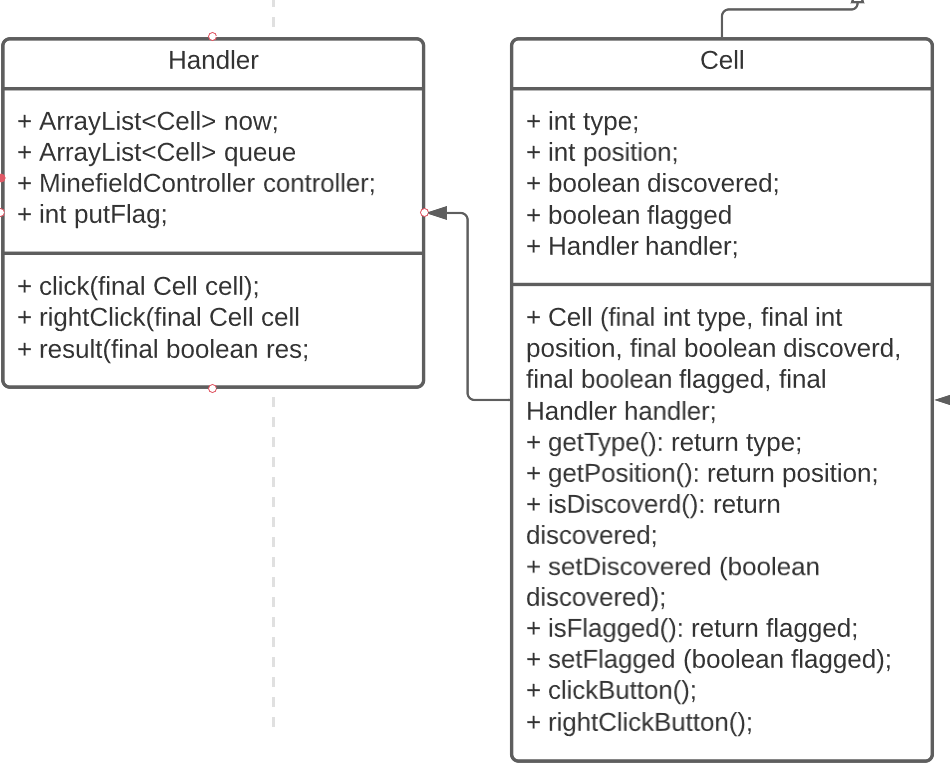 Handler
+ ArrayList<Cell> now;
+ ArrayList<Cell> queue
+ MinefieldController controller;
+ int putFlag;
+ click(final Cell cell);
+ rightClick(final Cell cell
+ result(final boolean res;
Cell
+ int type;
+ int position;
+ boolean discovered;
+ boolean flagged
+ Handler handler;
+ Cell (final int type, final int
position, final boolean discoverd,
final boolean flagged, final
Handler handler;
+ getType(): return type;
+ getPosition(): return position;
+ isDiscoverd(): return
discovered;
+ setDiscovered (boolean
discovered);
+ isFlagged(): return flagged;
+ setFlagged (boolean flagged);
+ clickButton();
+ rightClickButton();